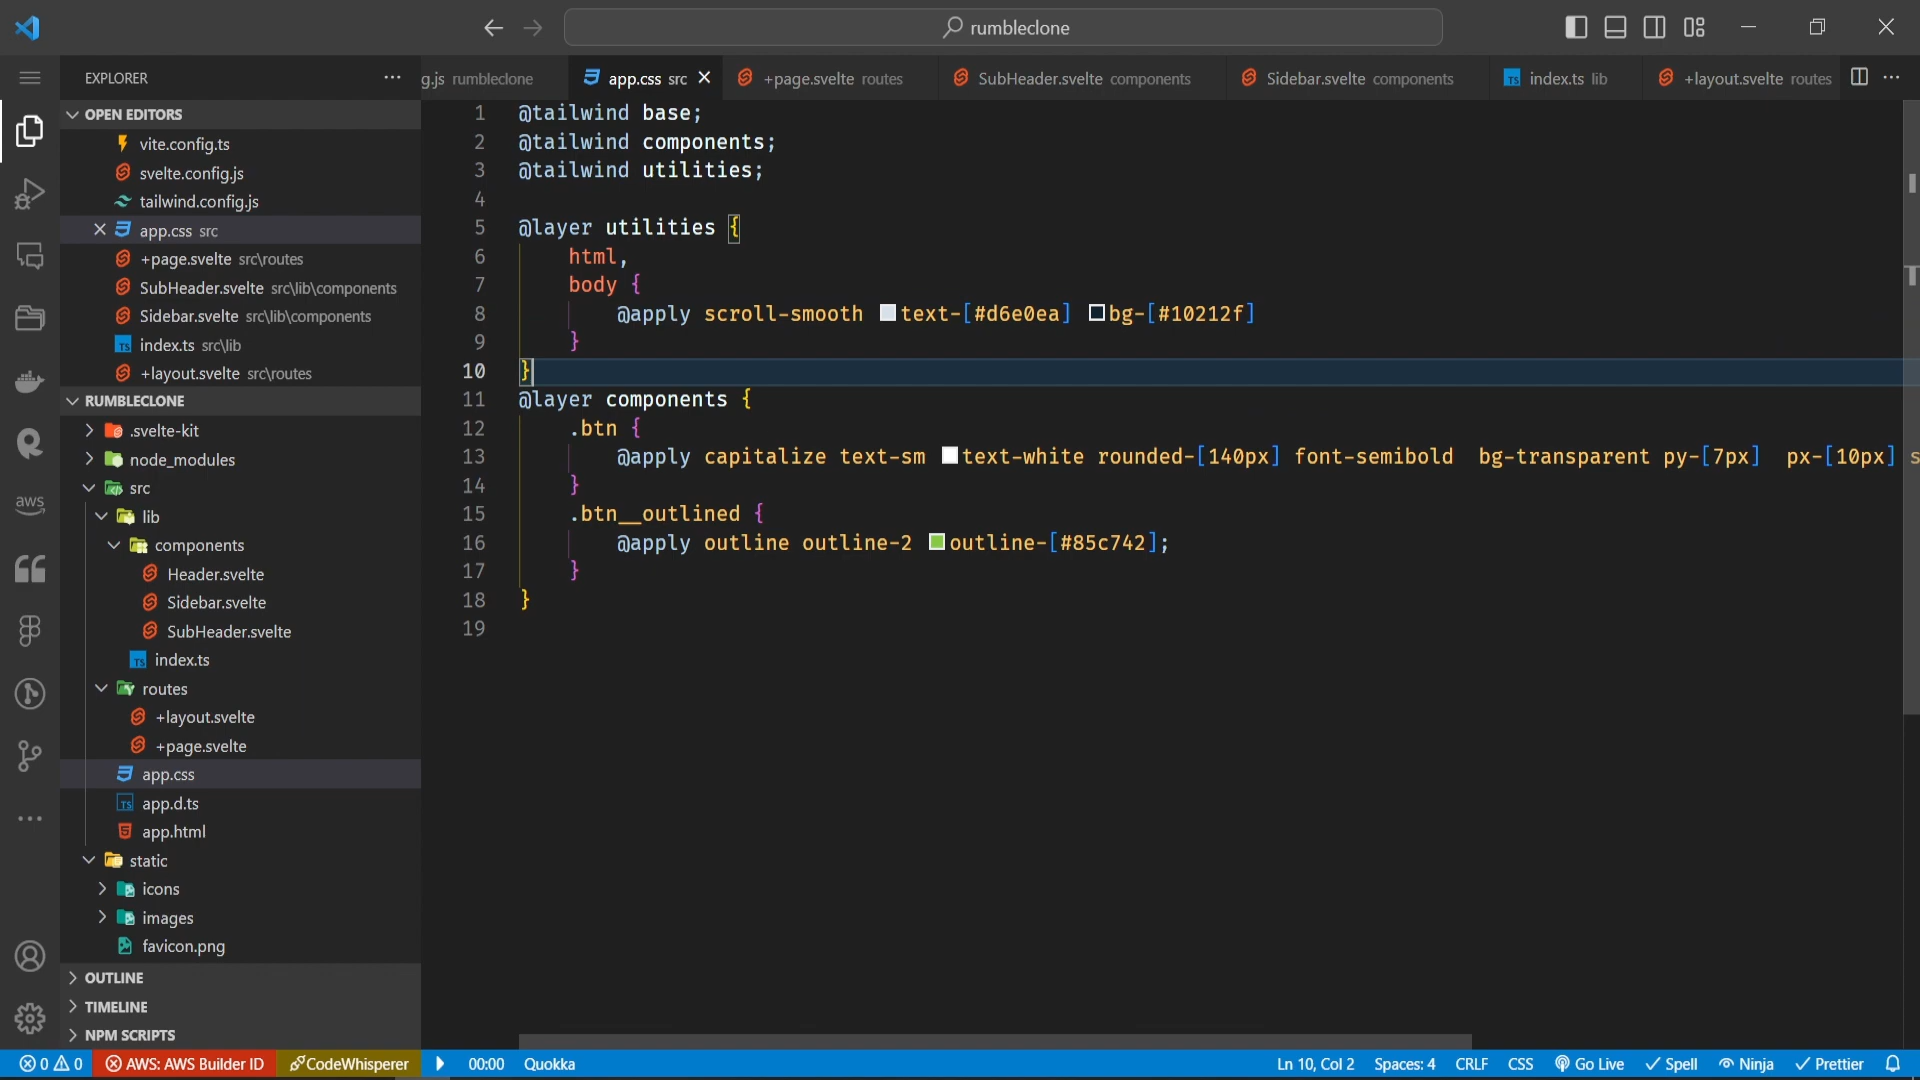 rumbleclone
EXPLORER
g.js rumbleclone
app.css src
+page.svelte routes
SubHeader.svelte components
Sidebar.svelte components
index.ts lib
+layout.svelte routes
OPEN EDITORS
vite.config.ts
svelte.config.js
tailwind.config.js
app.css src
+page.svelte src\routes
SubHeader.svelte src\lib\components
Sidebar.svelte src\lib\components
index.ts src\lib
+layout.svelte src\routes
RUMBLECLONE
.svelte-kit
node_modules
src
lib
components
Header.svelte
Sidebar.svelte
SubHeader.svelte
index.ts
routes
+layout.svelte
+page.svelte
app.css
app.d.ts
app.html
static
icons
images
favicon.png
OUTLINE
TIMELINE
NPM SCRIPTS
aws
1 @tailwind base;
2 @tailwind components;
3 @tailwind utilities;
4
5 @layer utilities {
6 html,
7 body {
8 @apply scroll-smooth text-[#d6e0ea] bg-[#10212f]
9 }
10 }
11 @layer components {
12 .btn {
13 @apply capitalize text-sm text-white rounded-[140px] font-semibold bg-transparent py-[7px] px-[10px] s
14 }
15 .btn__outlined {
16 @apply outline outline-2 outline-[#85c742];
17 }
18 }
19
0 0 AWS: AWS Builder ID CodeWhisperer 00:00 Quokka Ln 10, Col 2 Spaces: 4 CRLF CSS Go Live Spell Ninja Prettier